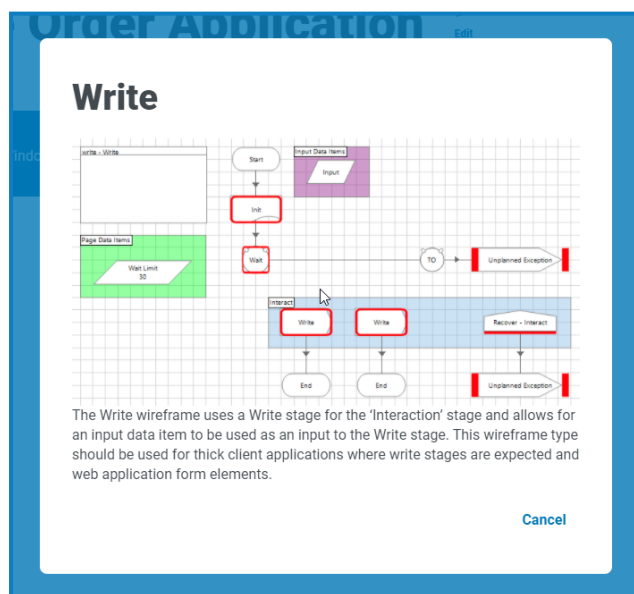 Order Application
Edit
indo
Write
write - Write
Start
Input Data Items
Input
Init
Page Data Items
Wait Limit
30
Wait
TO
Unplanned Exception
Interact
Write
Write
Recover - Interact
End
End
Unplanned Exception
The Write wireframe uses a Write stage for the ‘Interaction’ stage and allows for
an input data item to be used as an input to the Write stage. This wireframe type
should be used for thick client applications where write stages are expected and
web application form elements.
Cancel